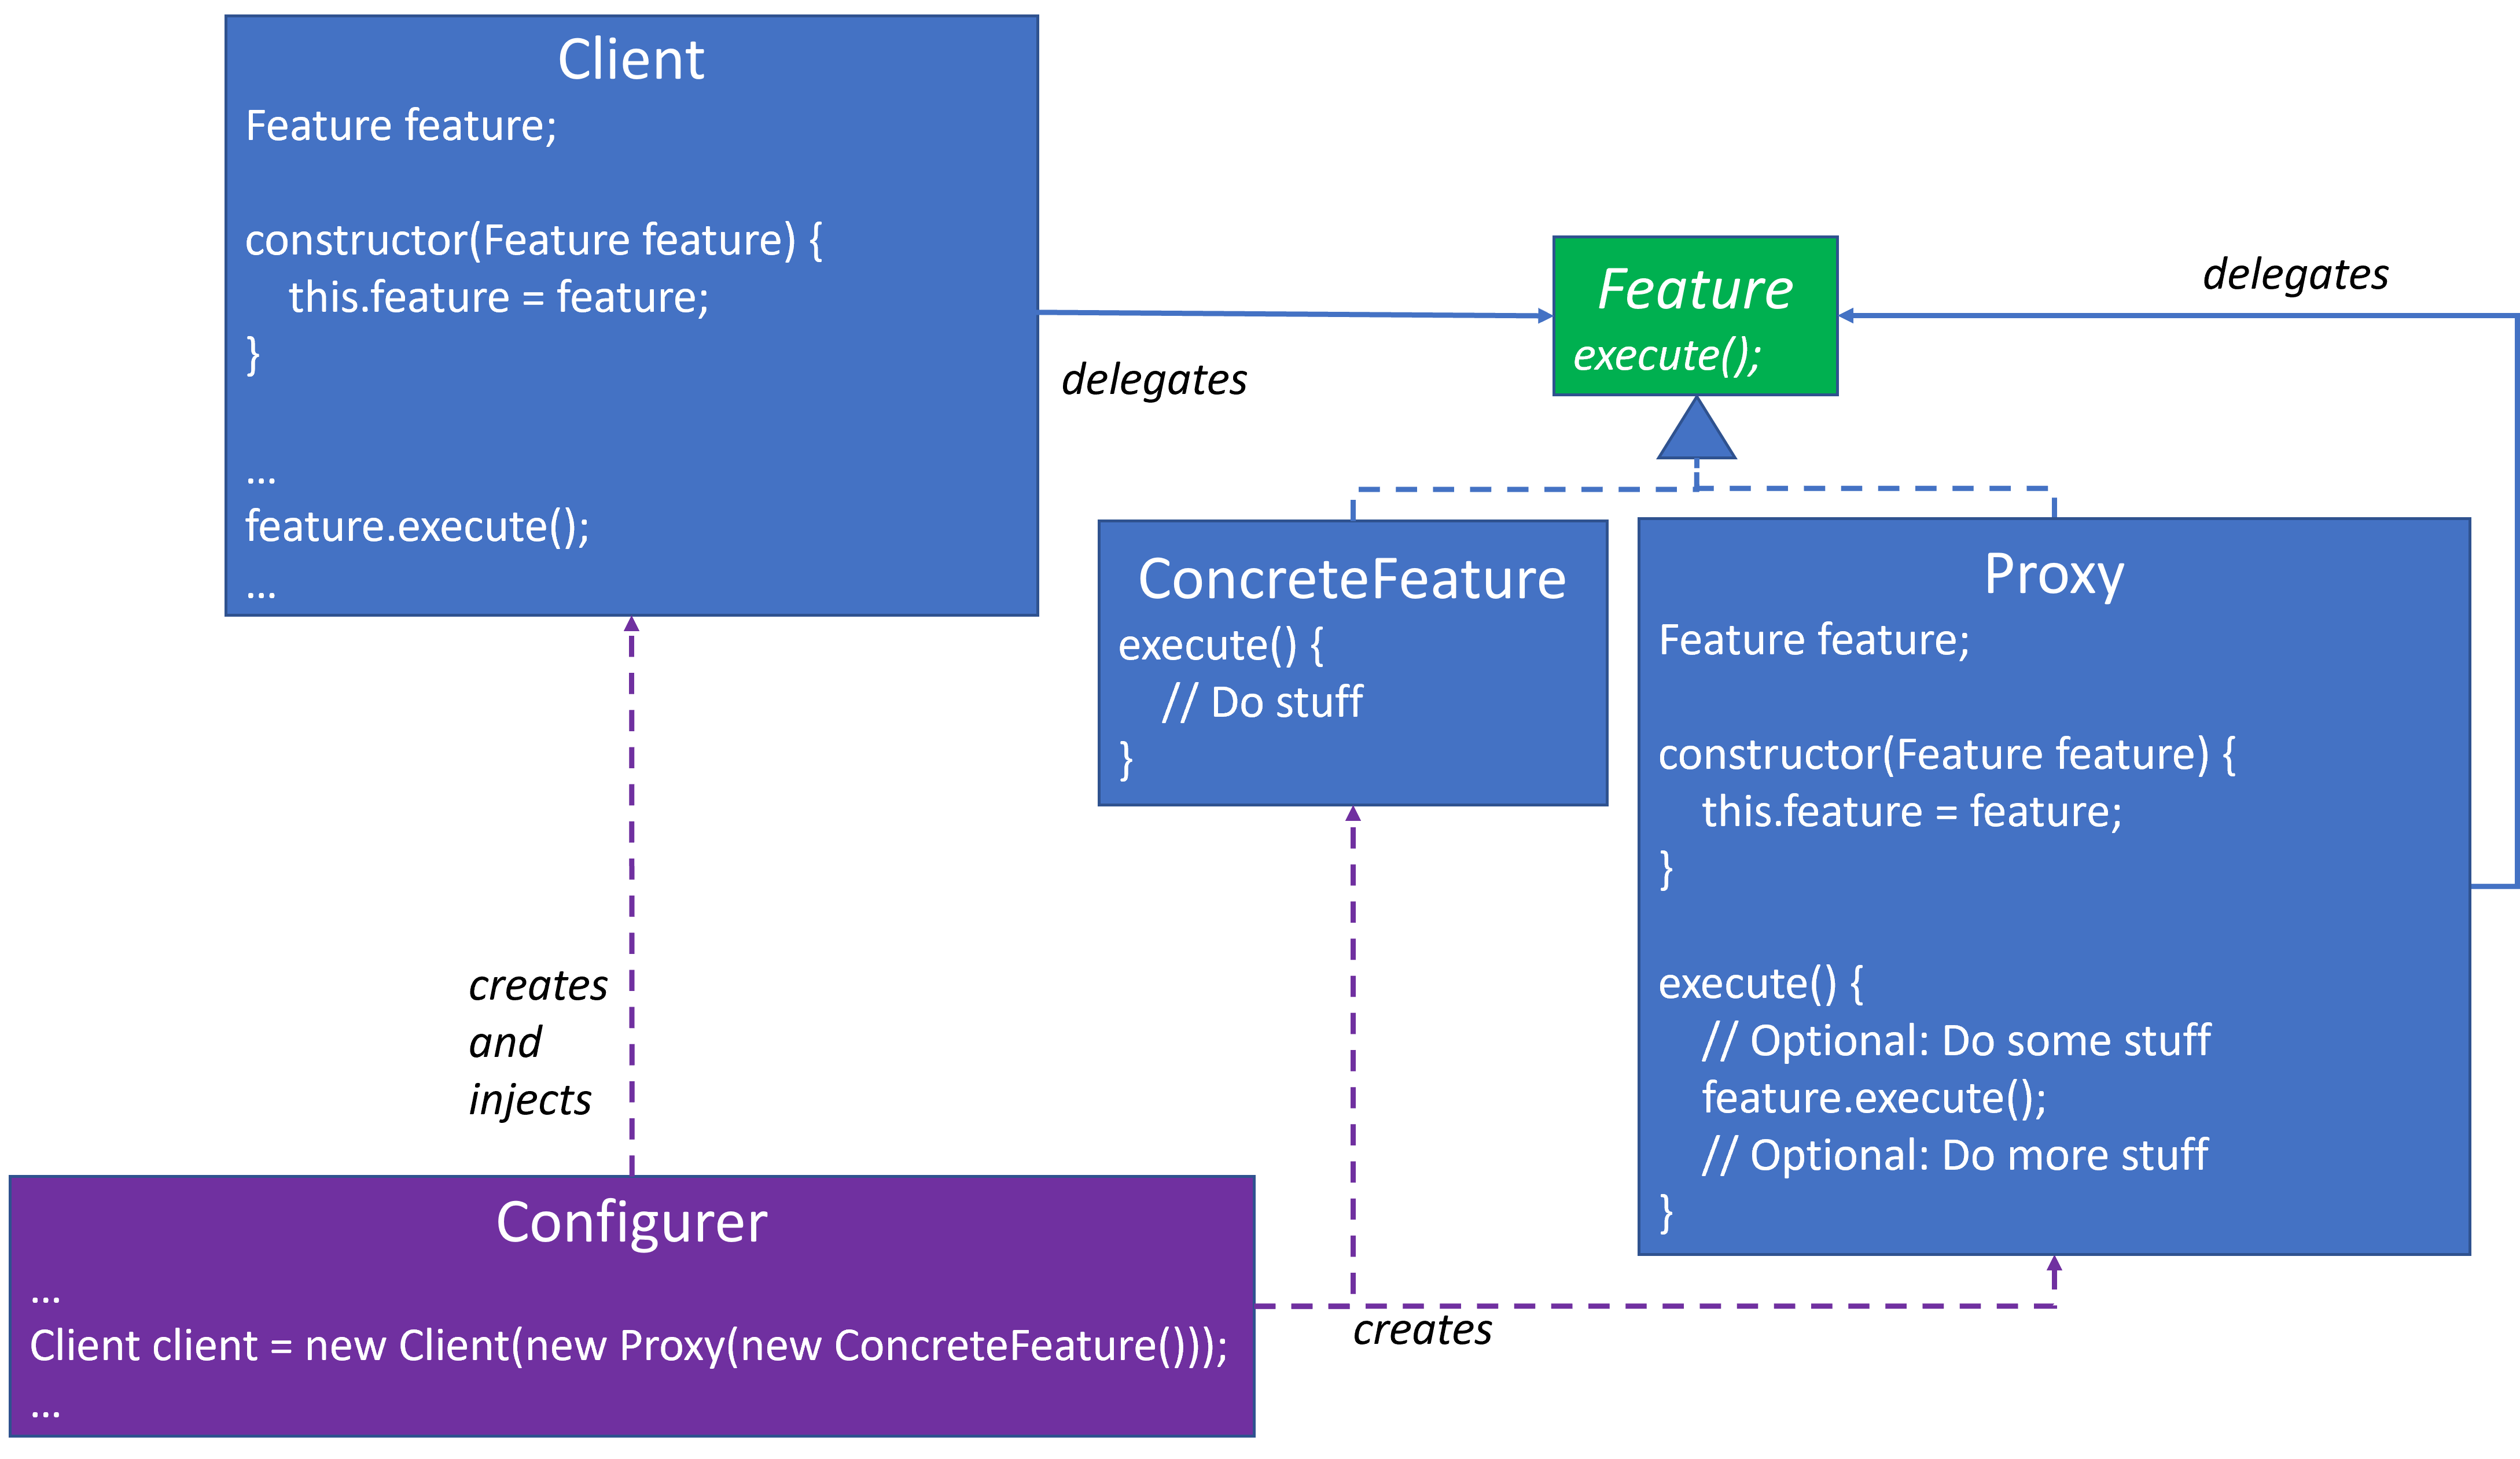 Client
Feature feature;
constructor(Feature feature) {
this.feature = feature;
}
...
feature.execute();
...
delegates
Feature
execute();
delegates
ConcreteFeature
execute() {
// Do stuff
}
Proxy
Feature feature;
constructor(Feature feature) {
this.feature = feature;
}
execute() {
// Optional: Do some stuff
feature.execute();
// Optional: Do more stuff
}
creates
and
injects
Configurer
...
Client client = new Client(new Proxy(new ConcreteFeature()));
...
creates